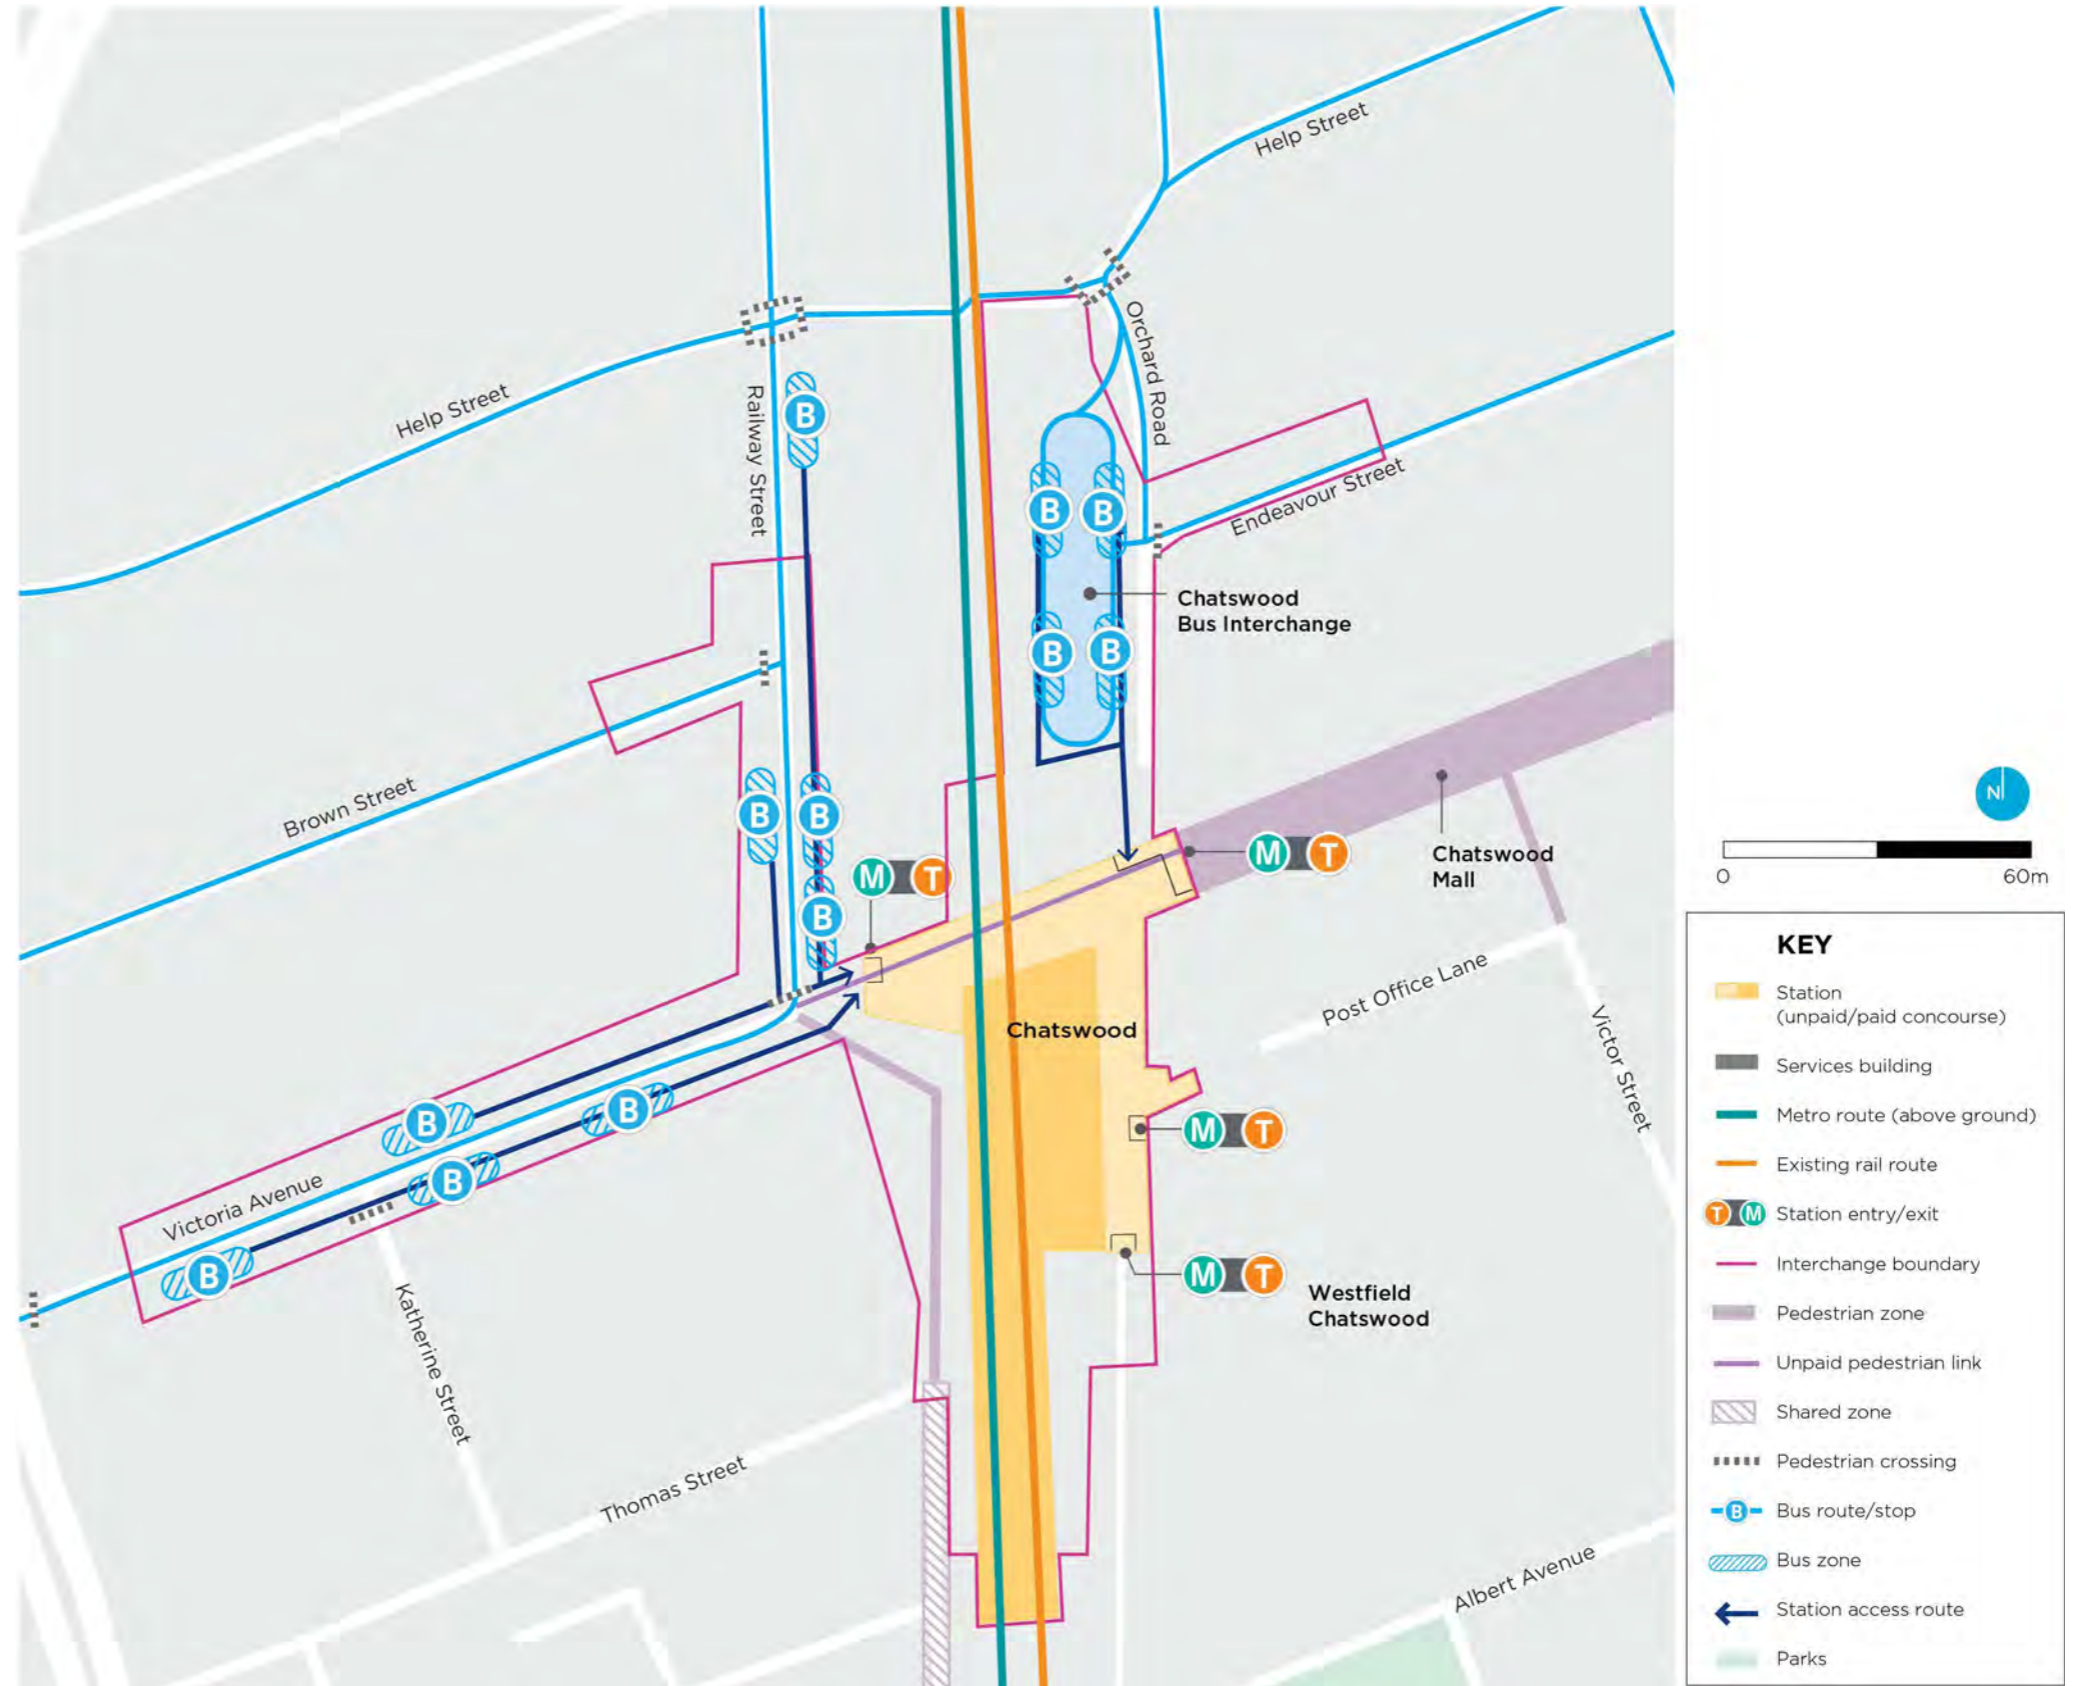 Help Street
Help Street
Orchard Road
Railway Street
B
Endeavour Street
B
B
Chatswood
Bus Interchange
B
B
Brown Street
B
B
B
M
T
M
T
Chatswood
Mall
Chatswood
Post Office Lane
Victor Street
B
B
B
B
Victoria Avenue
M
T
M
T
Westfield
Chatswood
Katherine Street
Thomas Street
Albert Avenue
N
0
60m
KEY
Station
(unpaid/paid concourse)
Services building
Metro route (above ground)
Existing rail route
T
M
Station entry/exit
Interchange boundary
Pedestrian zone
Unpaid pedestrian link
Shared zone
Pedestrian crossing
B
Bus route/stop
Bus zone
Station access route
Parks